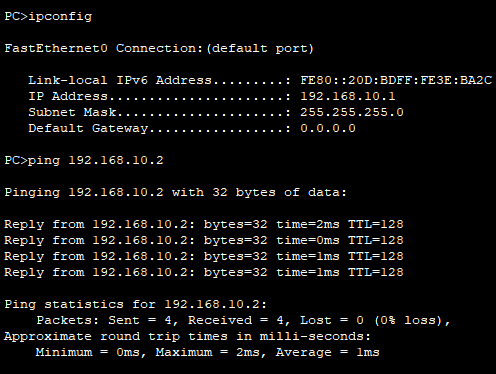 PC>ipconfig
FastEthernet0 Connection:(default port)
Link-local IPv6 Address.........: FE80::20D:BDFF:FE3E:BA2C
IP Address......................: 192.168.10.1
Subnet Mask.....................: 255.255.255.0
Default Gateway.................: 0.0.0.0
PC>ping 192.168.10.2
Pinging 192.168.10.2 with 32 bytes of data:
Reply from 192.168.10.2: bytes=32 time=2ms TTL=128
Reply from 192.168.10.2: bytes=32 time=0ms TTL=128
Reply from 192.168.10.2: bytes=32 time=1ms TTL=128
Reply from 192.168.10.2: bytes=32 time=1ms TTL=128
Ping statistics for 192.168.10.2:
Packets: Sent = 4, Received = 4, Lost = 0 (0% loss),
Approximate round trip times in milli-seconds:
Minimum = 0ms, Maximum = 2ms, Average = 1ms